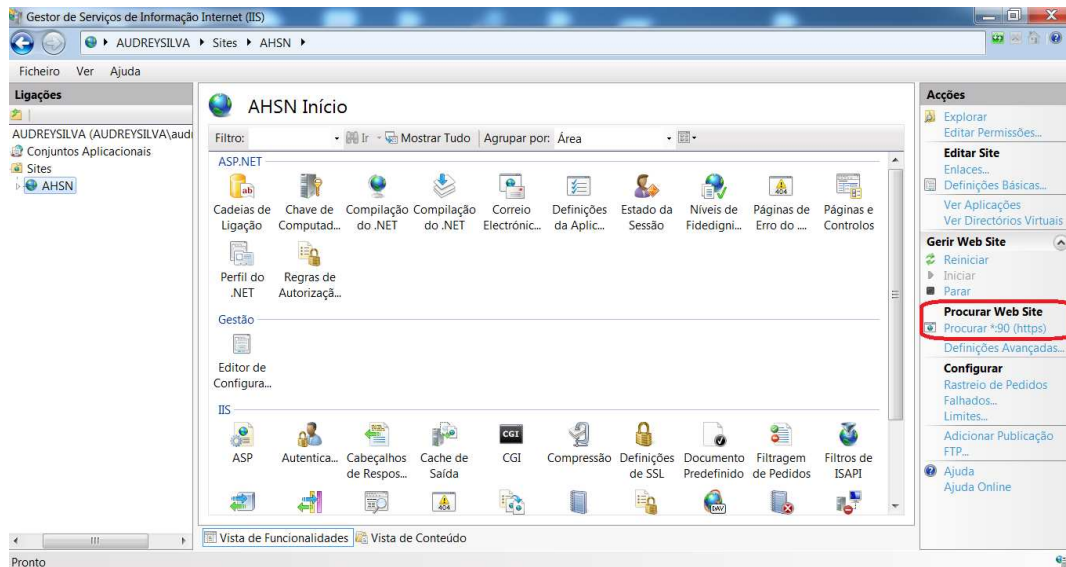 Gestor de Serviços de Informação Internet (IIS)
AUDREYSILVA
Sites
AHSN
Ficheiro Ver Ajuda
Ligações
AUDREYSILVA (AUDREYSILVA\audr
Conjuntos Aplicacionais
Sites
AHSN
AHSN Início
Filtro: Ir Mostrar Tudo Agrupar por: Área
ASP.NET
Cadeias de
Ligação
Chave de
Computad...
Compilação
do .NET
Compilação
do .NET
Correio
Electrónic...
Definições
da Aplic...
Estado da
Sessão
Níveis de
Fidedigni...
Páginas de
Erro do ....
Páginas e
Controlos
Perfil do
.NET
Regras de
Autorizaçã...
Gestão
Editor de
Configura...
IIS
ASP
Autentica...
Cabeçalhos
de Respos...
Cache de
Saída
CGI
CGI
Compressão
Definições
de SSL
Documento
Predefinido
Filtragem
de Pedidos
Filtros de
ISAPI
404
DAV
Vista de Funcionalidades
Vista de Conteúdo
Pronto
Acções
Explorar
Editar Permissões...
Editar Site
Enlaces...
Definições Básicas...
Ver Aplicações
Ver Directórios Virtuais
Gerir Web Site
Reiniciar
Iniciar
Parar
Procurar Web Site
Procurar *:90 (https)
Definições Avançadas...
Configurar
Rastreio de Pedidos
Falhados...
Limites...
Adicionar Publicação
FTP...
Ajuda
Ajuda Online